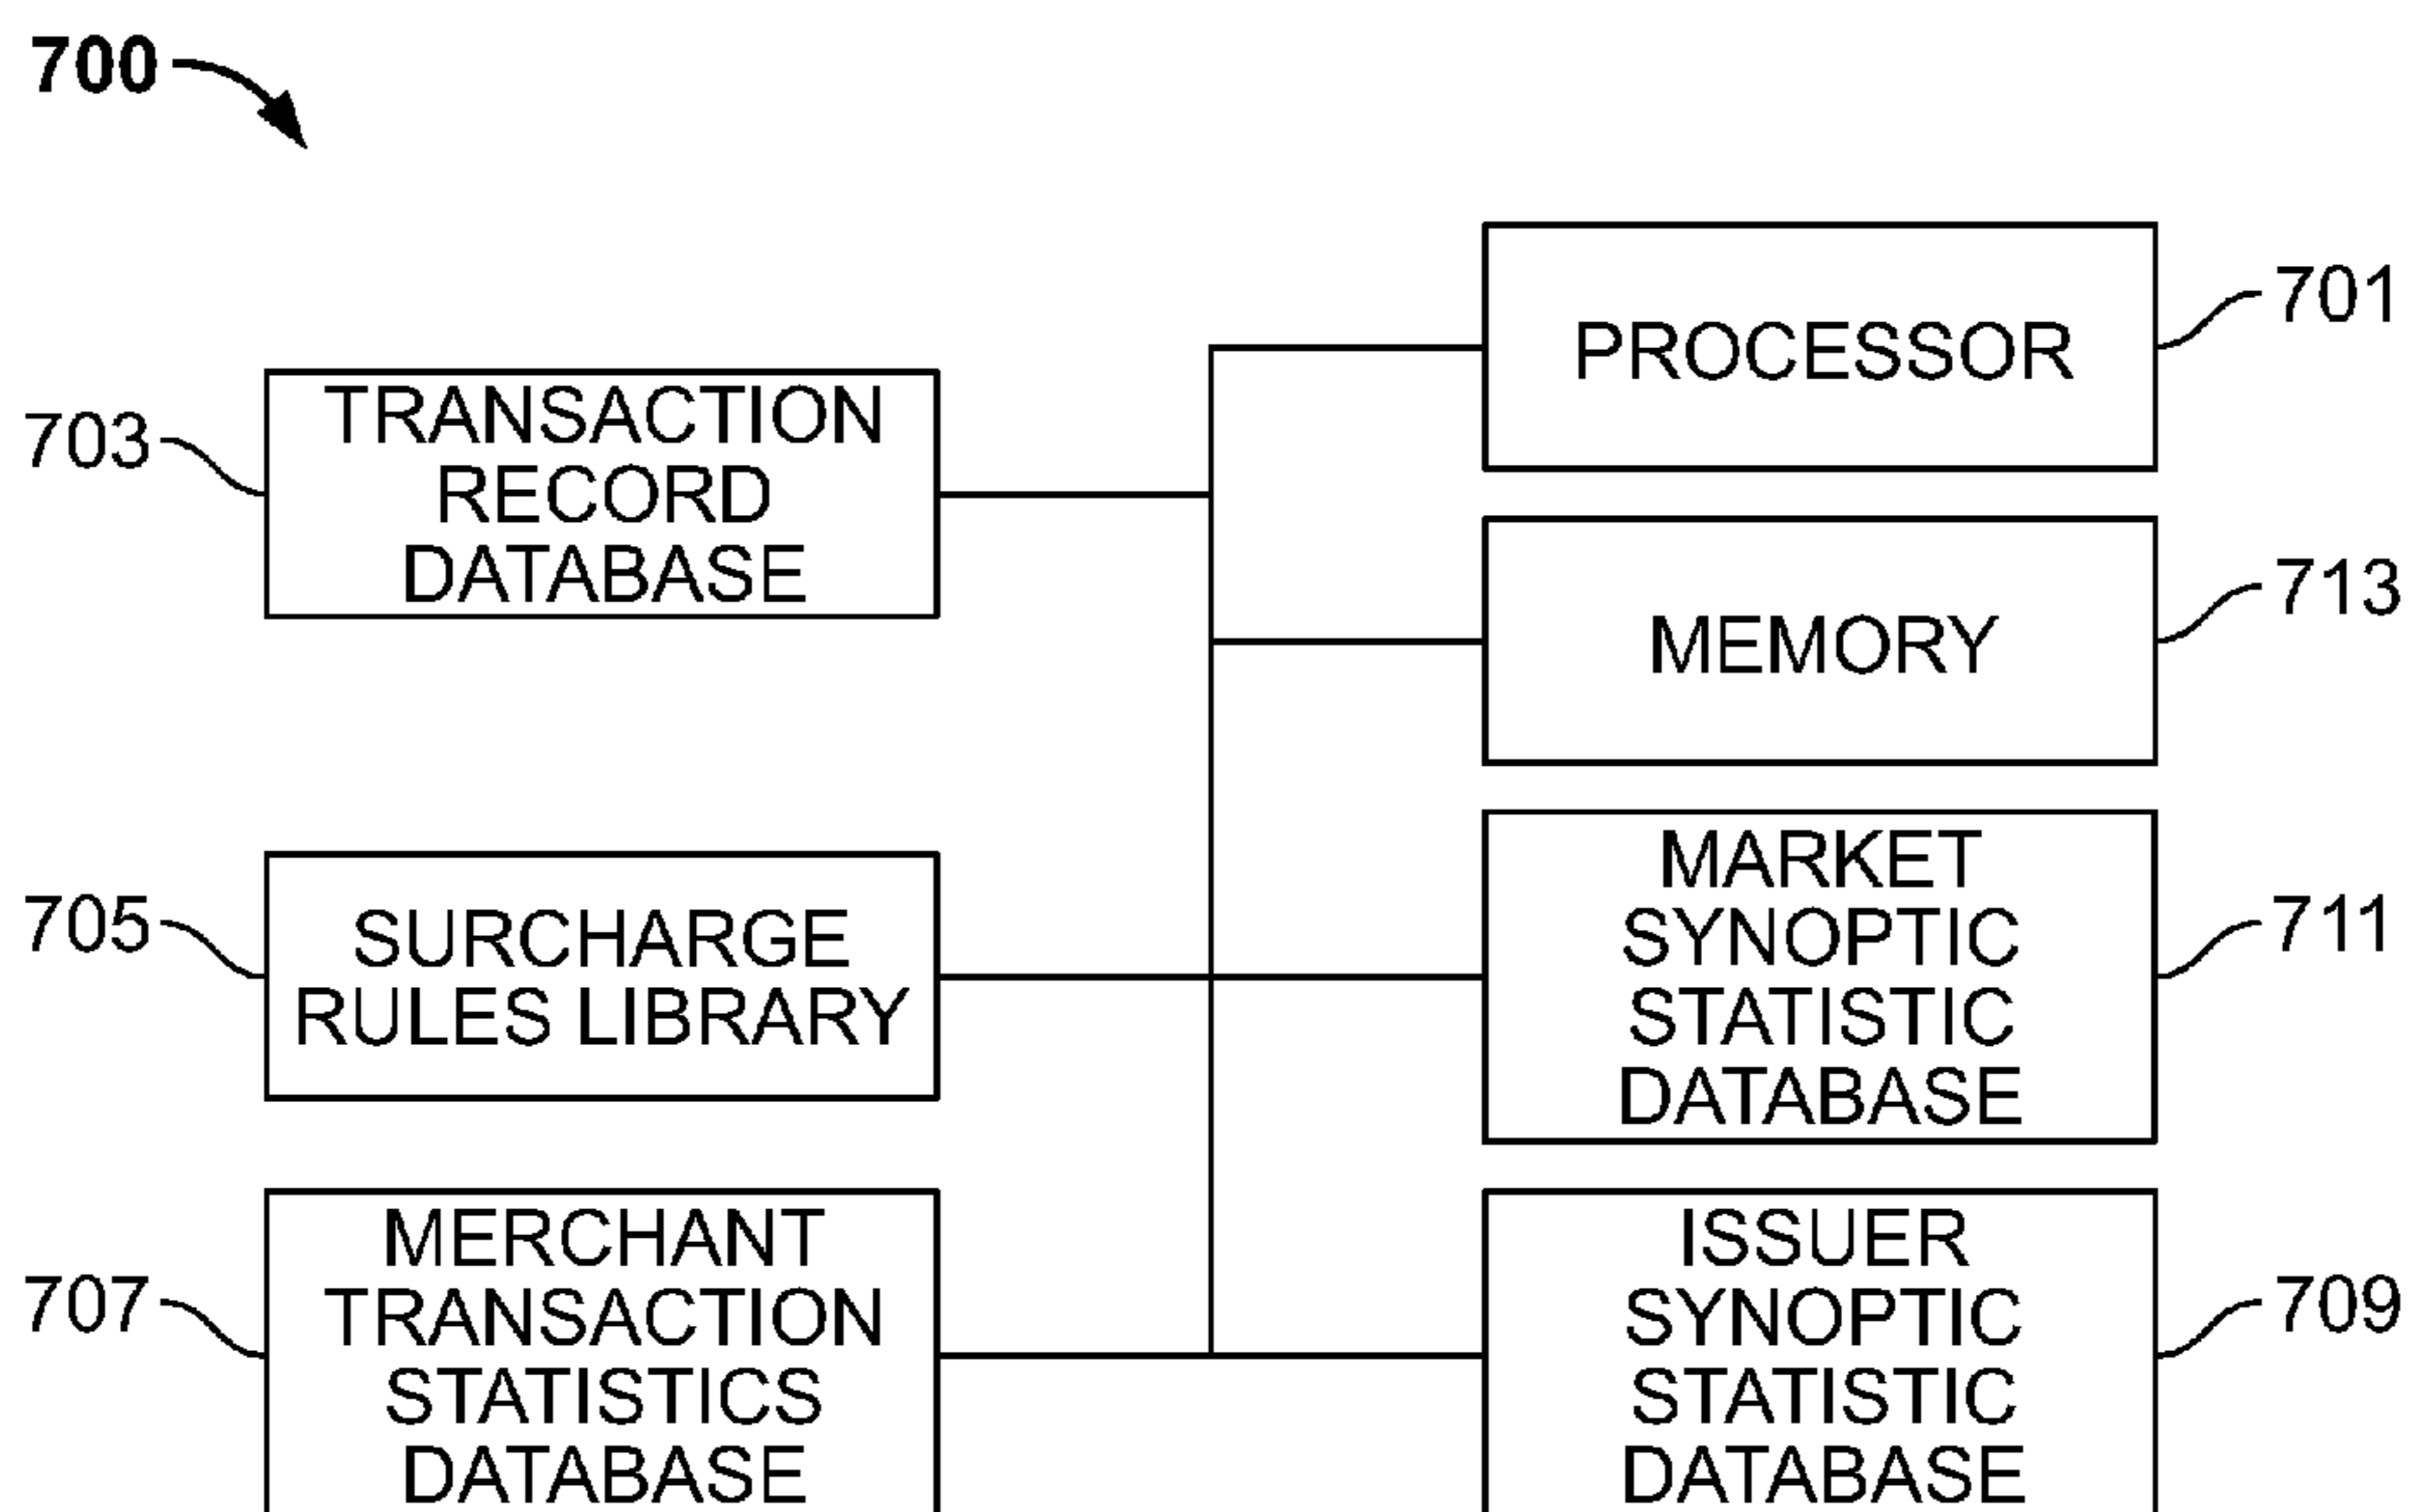 700
PROCESSOR
701
703
TRANSACTION
RECORD
DATABASE
MEMORY
713
705
SURCHARGE
RULES LIBRARY
MARKET
SYNOPTIC
STATISTIC
DATABASE
711
707
MERCHANT
TRANSACTION
STATISTICS
DATABASE
ISSUER
SYNOPTIC
STATISTIC
DATABASE
709